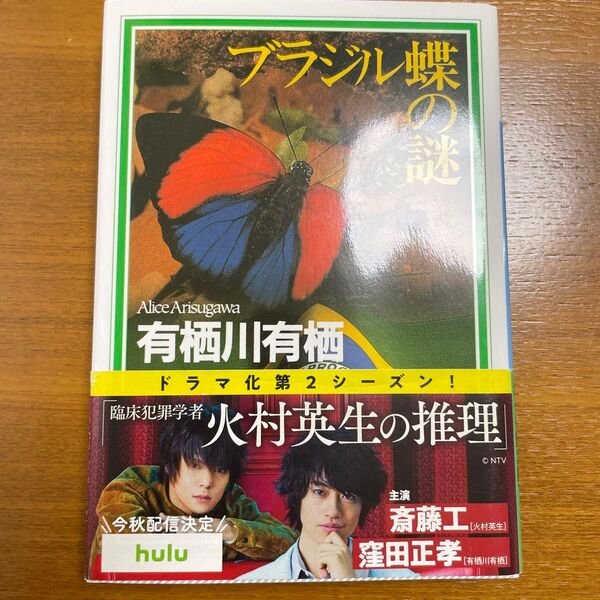 ブラジル蝶の謎
Alice Arisugawa
有栖川有栖
PRO
ドラマ化第2シーズン!
「臨床犯罪学者 火村英生の推理」
© NTV
主演
斎藤工[火村英生]
窪田正孝[有栖川有栖]
\\今秋配信決定//
hulu